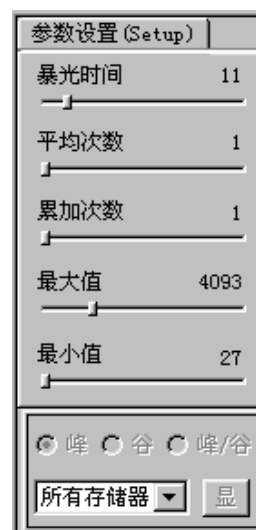 参数设置(Setup)
暴光时间 11
平均次数 1
累加次数 1
最大值 4093
最小值 27
峰 谷 峰/谷
所有存储器 显